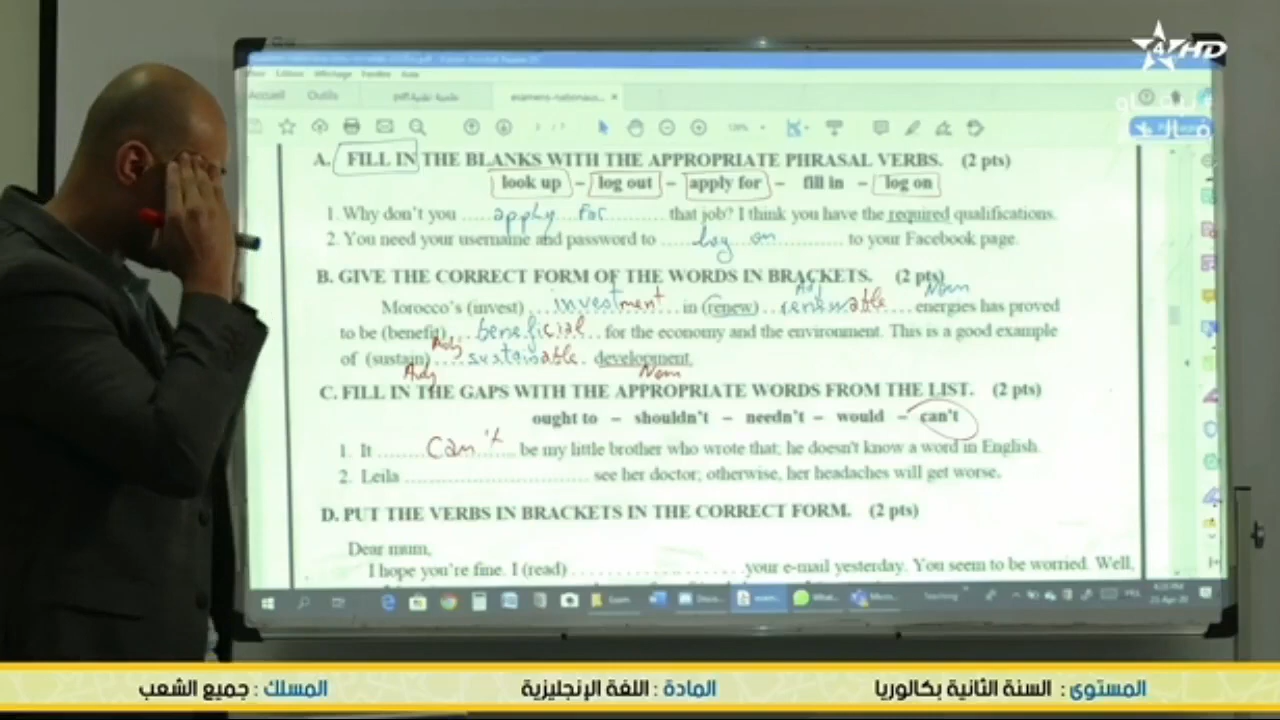 4 HD
Accueil Outils examens-nationaux... ×
A. FILL IN THE BLANKS WITH THE APPROPRIATE PHRASAL VERBS. (2 pts)
look up – log out – apply for – fill in – log on
1. Why don't you .... apply for ........ that job? I think you have the required qualifications.
2. You need your username and password to .... log on ............ to your Facebook page.
B. GIVE THE CORRECT FORM OF THE WORDS IN BRACKETS. (2 pts)
Adj Noun
Morocco's (invest) .. investment .... in (renew) .. renewable .... energies has proved
to be (benefit) ... beneficial ... for the economy and the environment. This is a good example
Adj
of (sustain) .... sustainable .. development.
Adj Noun
C. FILL IN THE GAPS WITH THE APPROPRIATE WORDS FROM THE LIST. (2 pts)
ought to – shouldn't – needn't – would – can't
1. It ........ can't ...... be my little brother who wrote that; he doesn't know a word in English.
2. Leila ................................ see her doctor; otherwise, her headaches will get worse.
D. PUT THE VERBS IN BRACKETS IN THE CORRECT FORM. (2 pts)
Dear mum,
I hope you're fine. I (read) ........................ your e-mail yesterday. You seem to be worried. Well,
المستوى : السنة الثانية بكالوريا المادة : اللغة الإنجليزية المسلك : جميع الشعب